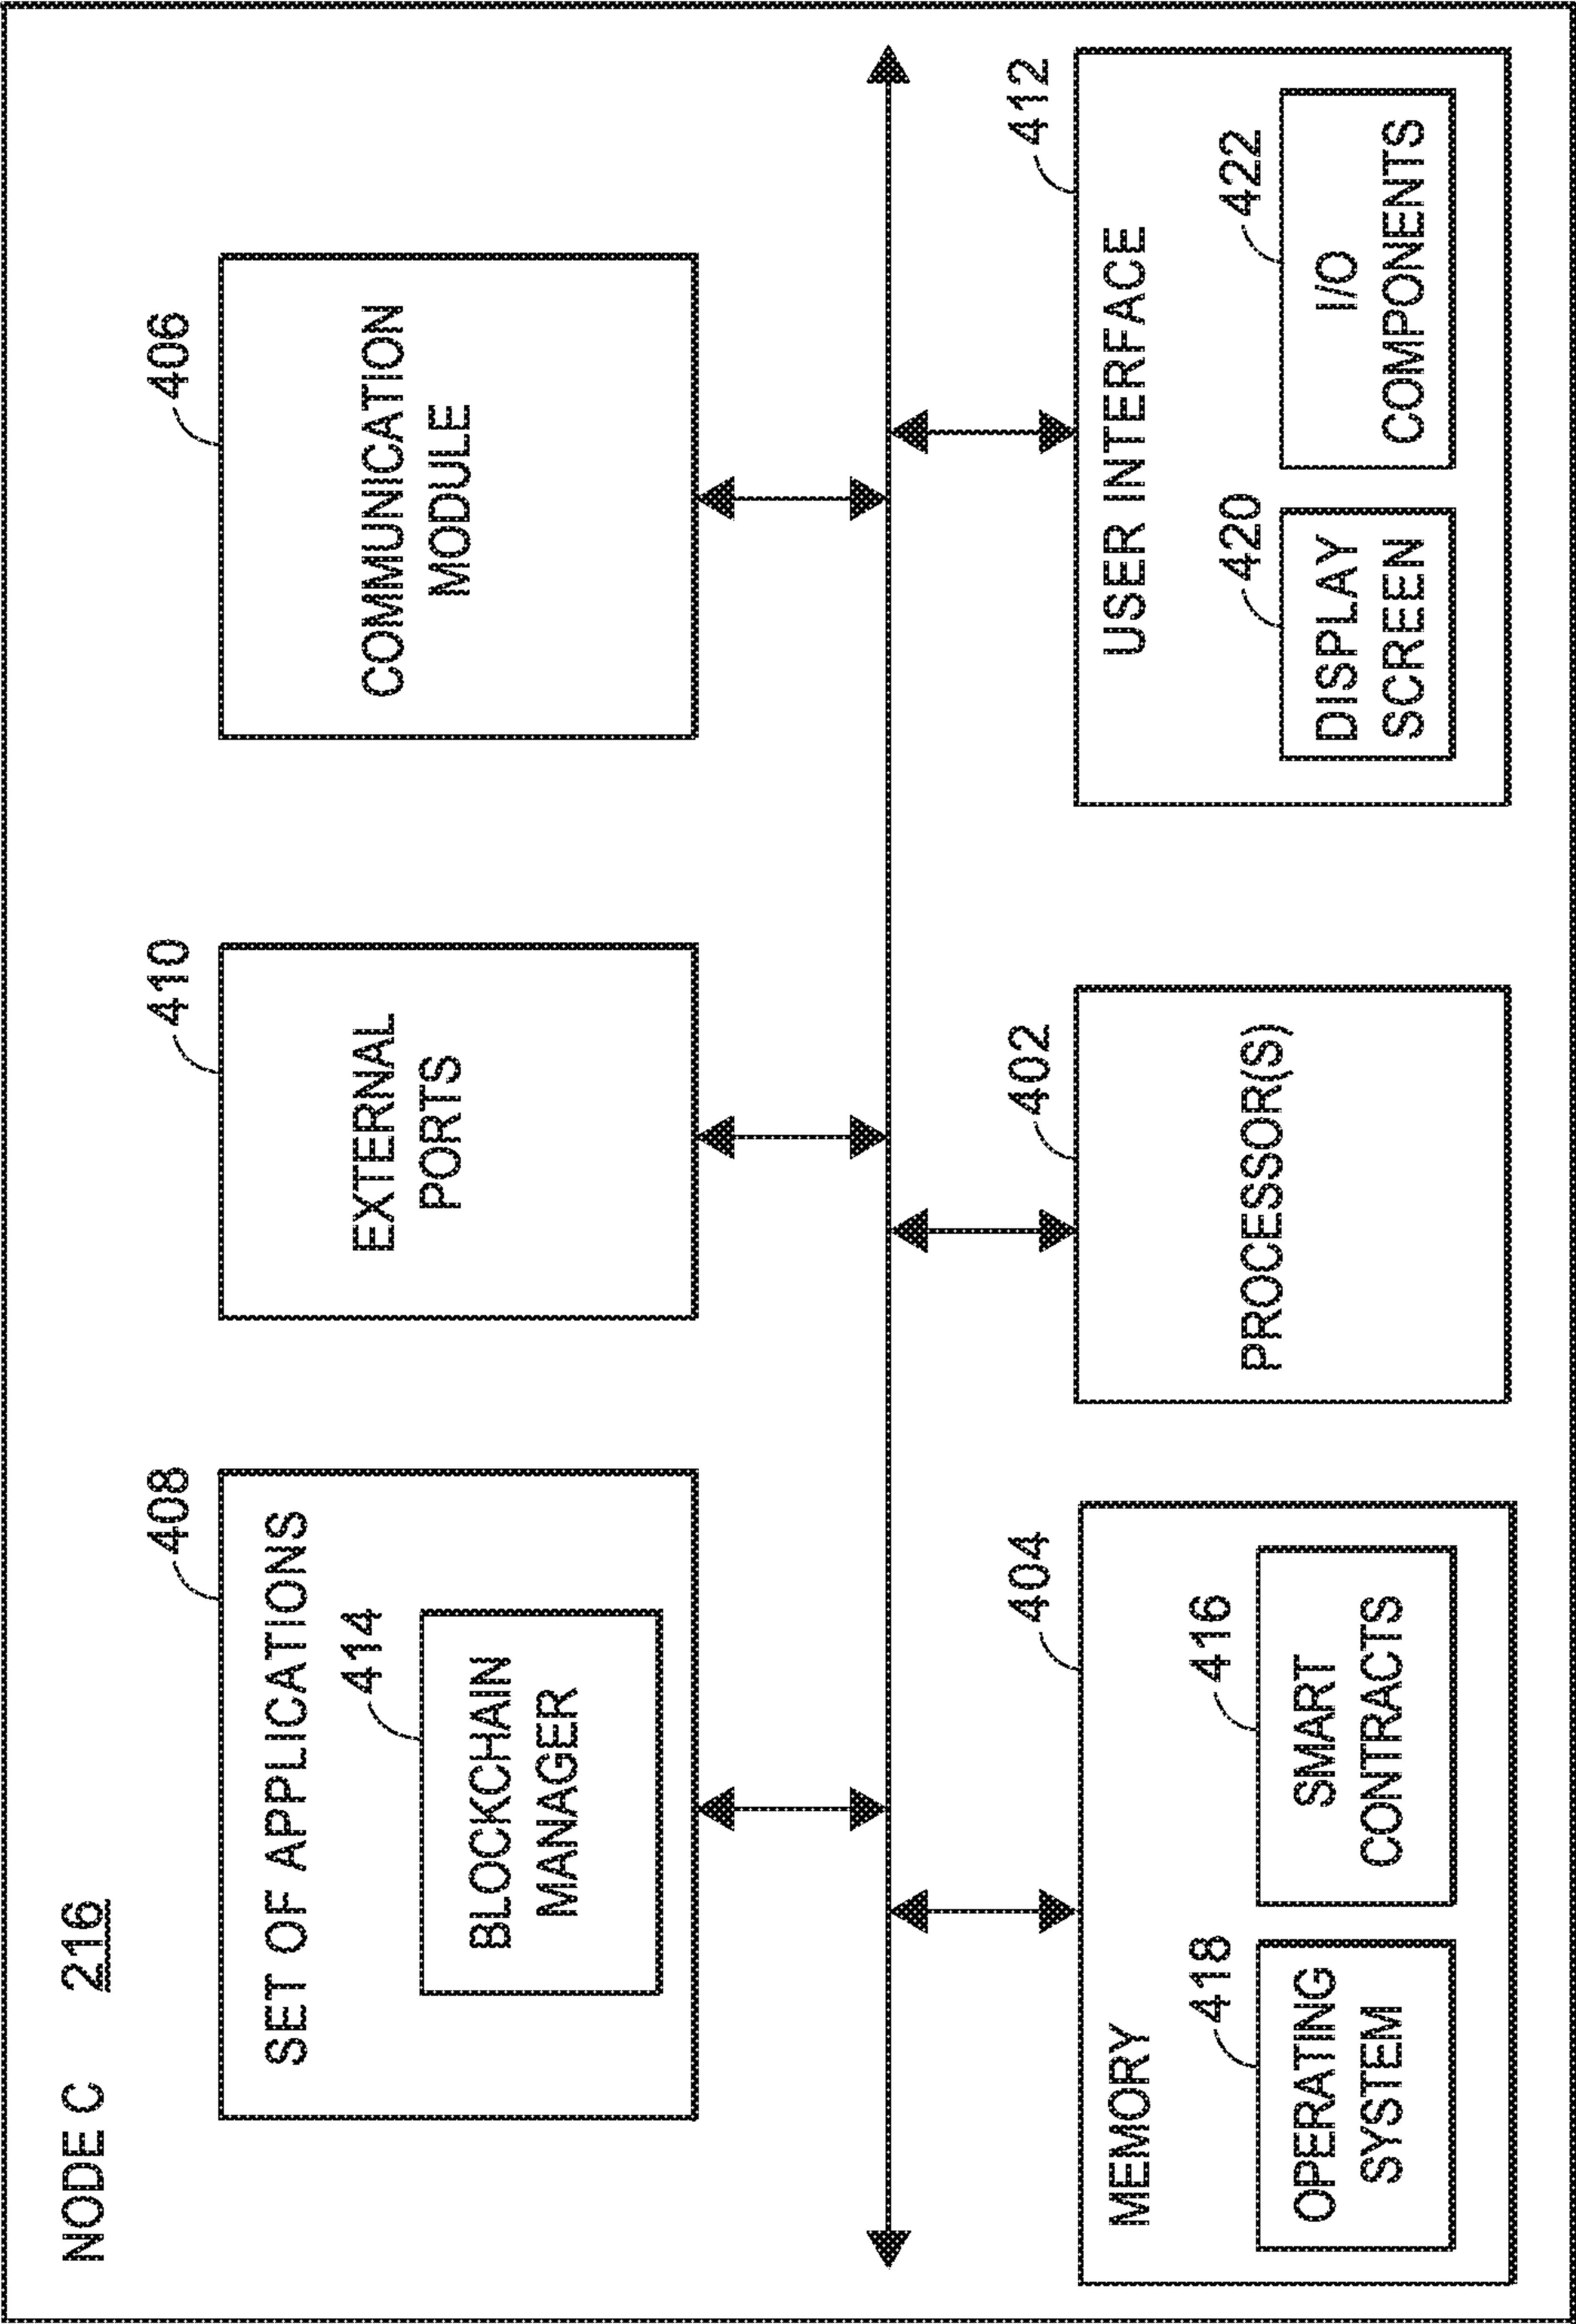 NODE C 216
408
SET OF APPLICATIONS
414
BLOCKCHAIN
MANAGER
410
EXTERNAL
PORTS
406
COMMUNICATION
MODULE
404
MEMORY
418
OPERATING
SYSTEM
416
SMART
CONTRACTS
402
PROCESSOR(S)
412
USER INTERFACE
420
DISPLAY
SCREEN
422
I/O
COMPONENTS